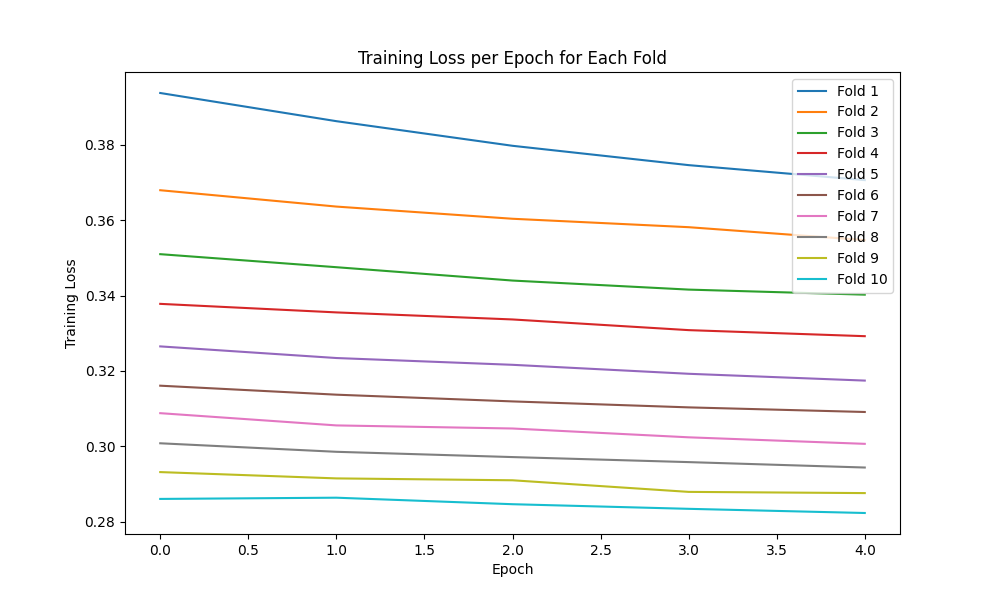 Training Loss per Epoch for Each Fold
Training Loss
0.38
0.36
0.34
0.32
0.30
0.28
Fold 1
Fold 2
Fold 3
Fold 4
Fold 5
Fold 6
Fold 7
Fold 8
Fold 9
Fold 10
0.0 0.5 1.0 1.5 2.0 2.5 3.0 3.5 4.0
Epoch